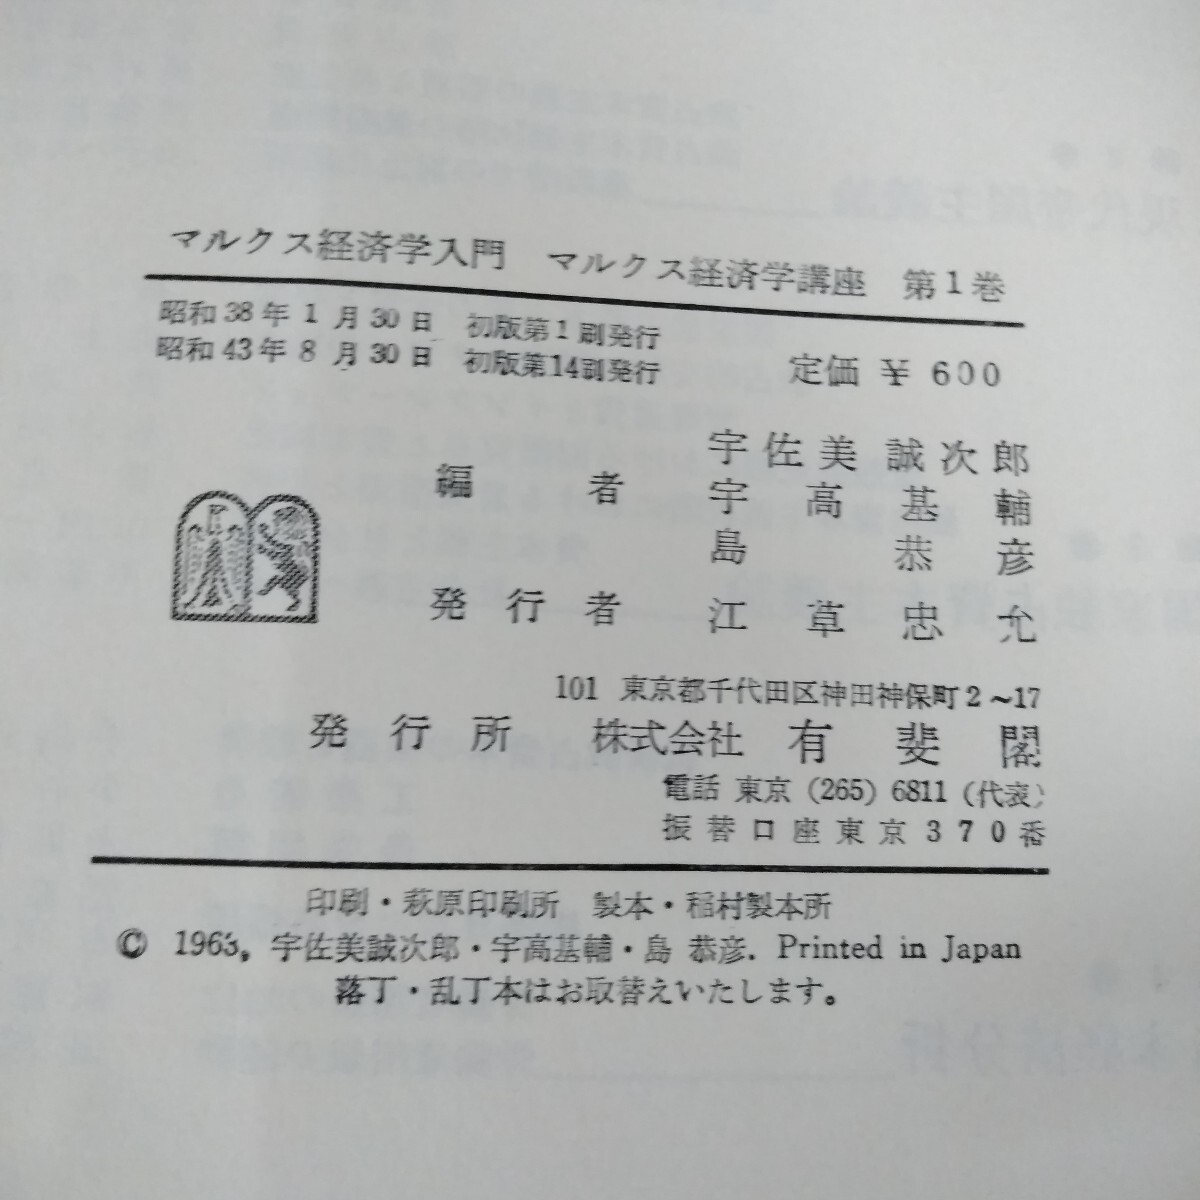 マルクス経済学入門　マルクス経済学講座　第1巻
昭和38年 1 月 30日　初版第1刷発行
昭和43年 8 月 30日　初版第14刷発行
定価 ¥ 600
編者 宇佐美誠次郎
宇高基輔
島恭彦
発行者 江草忠允
101 東京都千代田区神田神保町2～17
発行所 株式会社 有斐閣
電話 東京 (265) 6811 (代表)
振替口座東京370番
印刷・萩原印刷所　製本・稲村製本所
© 1963, 宇佐美誠次郎・宇高基輔・島 恭彦. Printed in Japan
落丁・乱丁本はお取替えいたします。